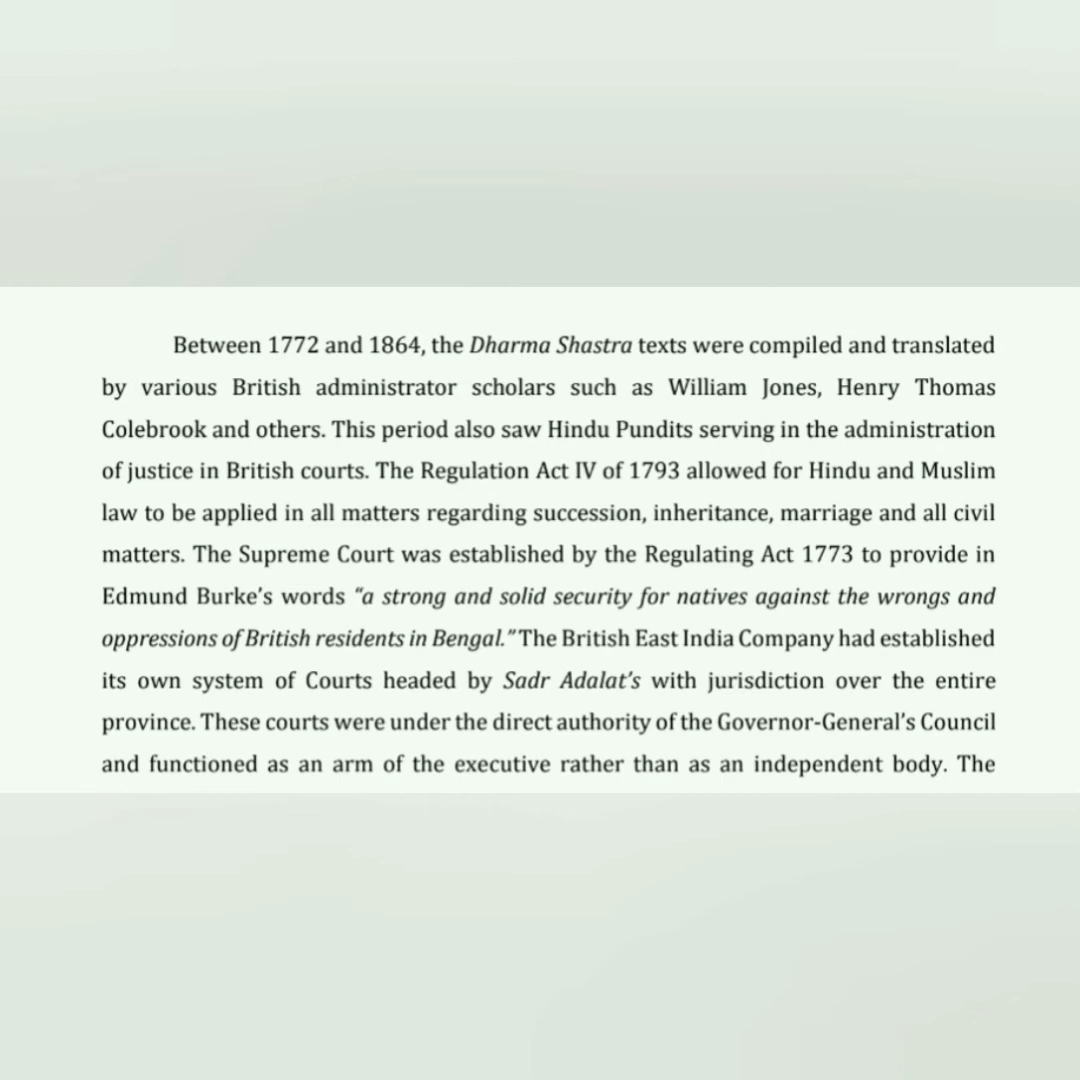 Between 1772 and 1864, the Dharma Shastra texts were compiled and translated
by various British administrator scholars such as William Jones, Henry Thomas
Colebrook and others. This period also saw Hindu Pundits serving in the administration
of justice in British courts. The Regulation Act IV of 1793 allowed for Hindu and Muslim
law to be applied in all matters regarding succession, inheritance, marriage and all civil
matters. The Supreme Court was established by the Regulating Act 1773 to provide in
Edmund Burke’s words “a strong and solid security for natives against the wrongs and
oppressions of British residents in Bengal.” The British East India Company had established
its own system of Courts headed by Sadr Adalat’s with jurisdiction over the entire
province. These courts were under the direct authority of the Governor-General’s Council
and functioned as an arm of the executive rather than as an independent body. The